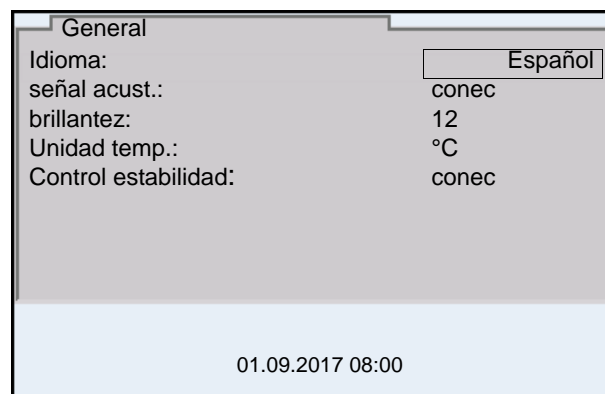 General
Idioma: Español
señal acust.: conec
brillantez: 12
Unidad temp.: °C
Control estabilidad: conec
01.09.2017 08:00